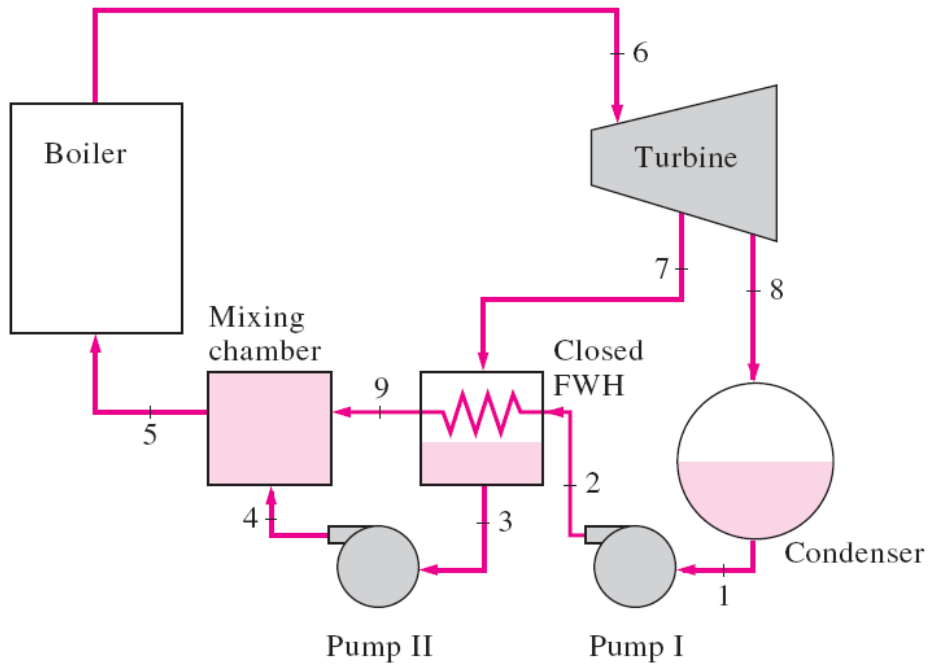 6
Boiler
Turbine
7
8
Mixing
chamber
Closed
FWH
9
5
2
4
3
Condenser
1
Pump II
Pump I